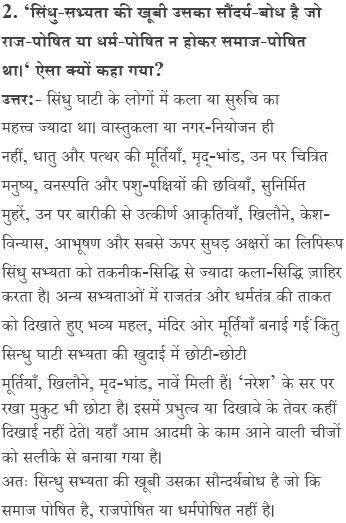 2. ‘सिंधु-सभ्यता की खूबी उसका सौंदर्य-बोध है जो
राज-पोषित या धर्म-पोषित न होकर समाज-पोषित
था।‘ ऐसा क्यों कहा गया?
उत्तर:- सिंधु घाटी के लोगों में कला या सुरुचि का
महत्त्व ज्यादा था। वास्तुकला या नगर-नियोजन ही
नहीं, धातु और पत्थर की मूर्तियाँ, मृद्-भांड, उन पर चित्रित
मनुष्य, वनस्पति और पशु-पक्षियों की छवियाँ, सुनिर्मित
मुहरें, उन पर बारीकी से उत्कीर्ण आकृतियाँ, खिलौने, केश-
विन्यास, आभूषण और सबसे ऊपर सुघड़ अक्षरों का लिपिरूप
सिंधु सभ्यता को तकनीक-सिद्धि से ज्यादा कला-सिद्धि ज़ाहिर
करता है। अन्य सभ्यताओं में राजतंत्र और धर्मतंत्र की ताकत
को दिखाते हुए भव्य महल, मंदिर ओर मूर्तियाँ बनाई गईं किंतु
सिन्धु घाटी सभ्यता की खुदाई में छोटी-छोटी
मूर्तियाँ, खिलौने, मृद-भांड, नावें मिली हैं। ‘नरेश’ के सर पर
रखा मुकुट भी छोटा है। इसमें प्रभुत्व या दिखावे के तेवर कहीं
दिखाई नहीं देते। यहाँ आम आदमी के काम आने वाली चीजों
को सलीके से बनाया गया है।
अतः सिन्धु सभ्यता की खूबी उसका सौन्दर्यबोध है जो कि
समाज पोषित है, राजपोषित या धर्मपोषित नहीं है।